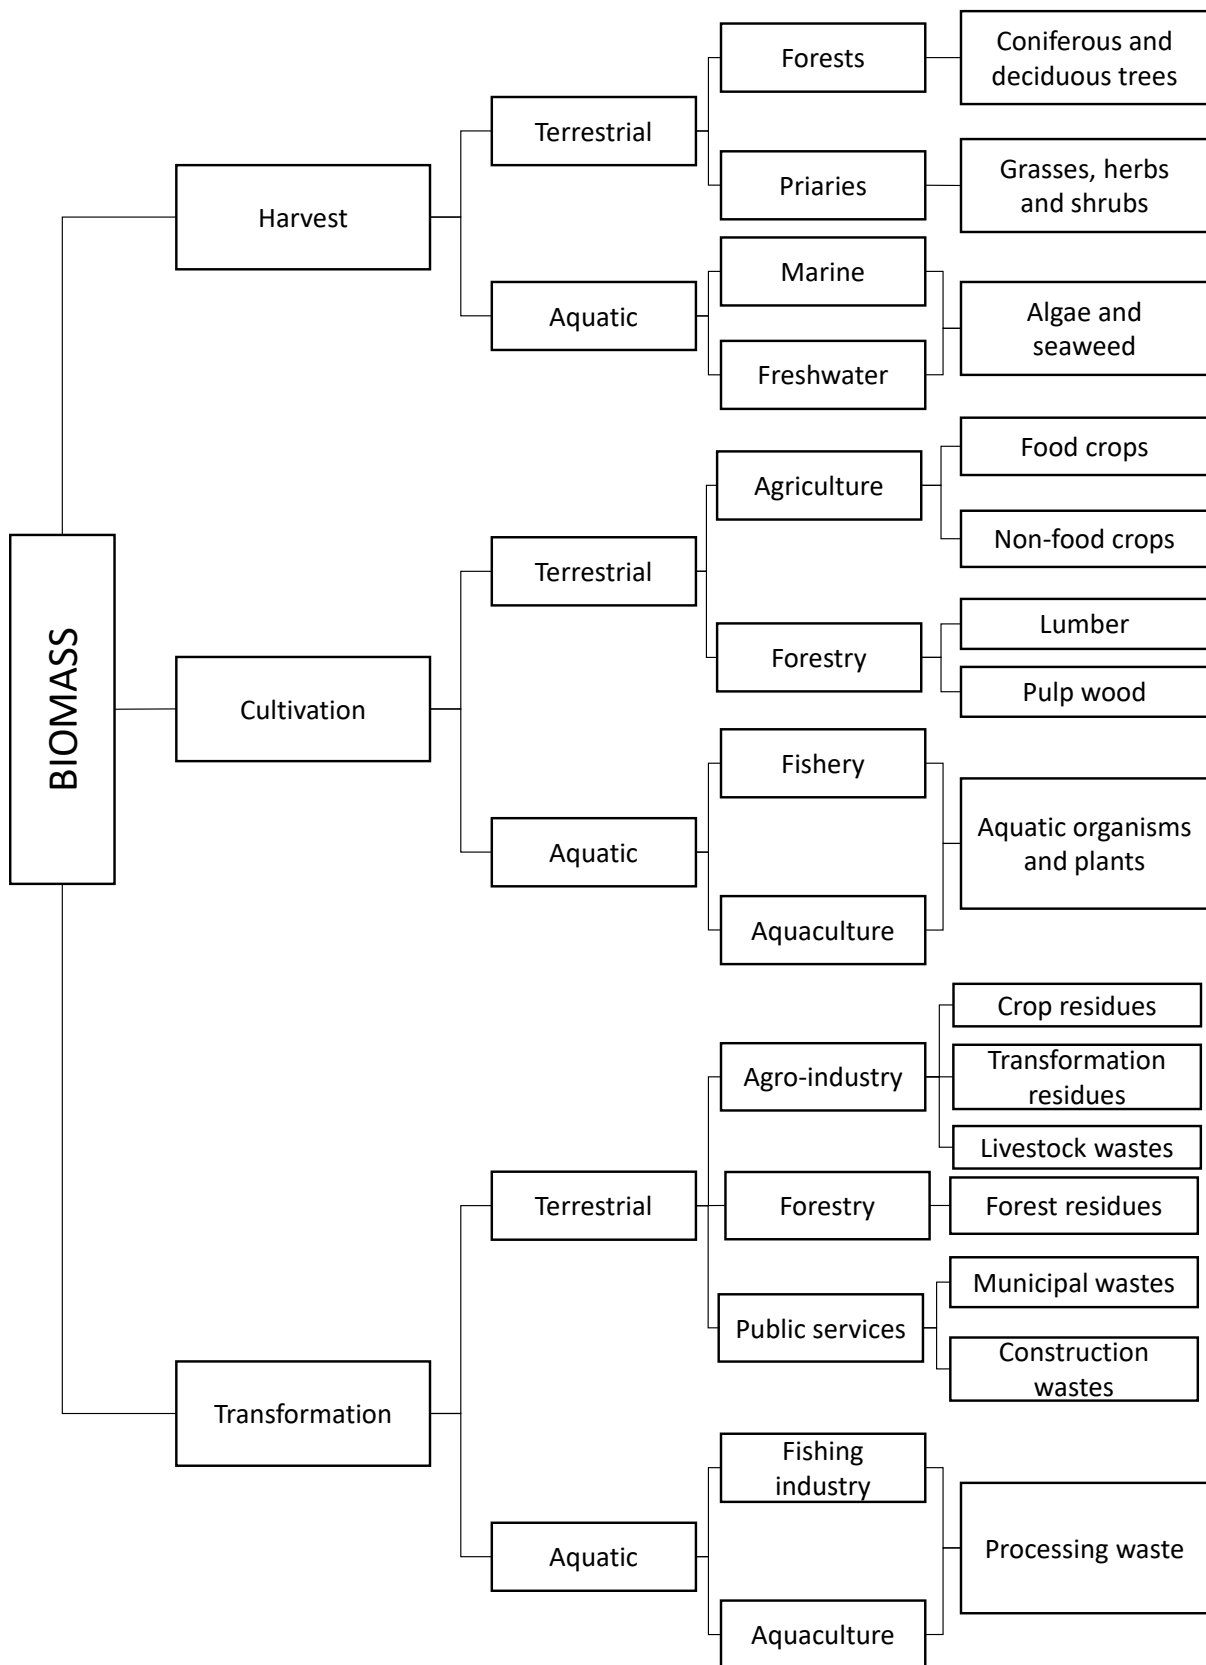 BIOMASS
Harvest
Terrestrial
Forests
Coniferous and
deciduous trees
Priaries
Grasses, herbs
and shrubs
Aquatic
Marine
Freshwater
Algae and
seaweed
Cultivation
Terrestrial
Agriculture
Food crops
Non-food crops
Forestry
Lumber
Pulp wood
Aquatic
Fishery
Aquaculture
Aquatic organisms
and plants
Transformation
Terrestrial
Agro-industry
Crop residues
Transformation
residues
Livestock wastes
Forestry
Forest residues
Public services
Municipal wastes
Construction
wastes
Aquatic
Fishing
industry
Aquaculture
Processing waste